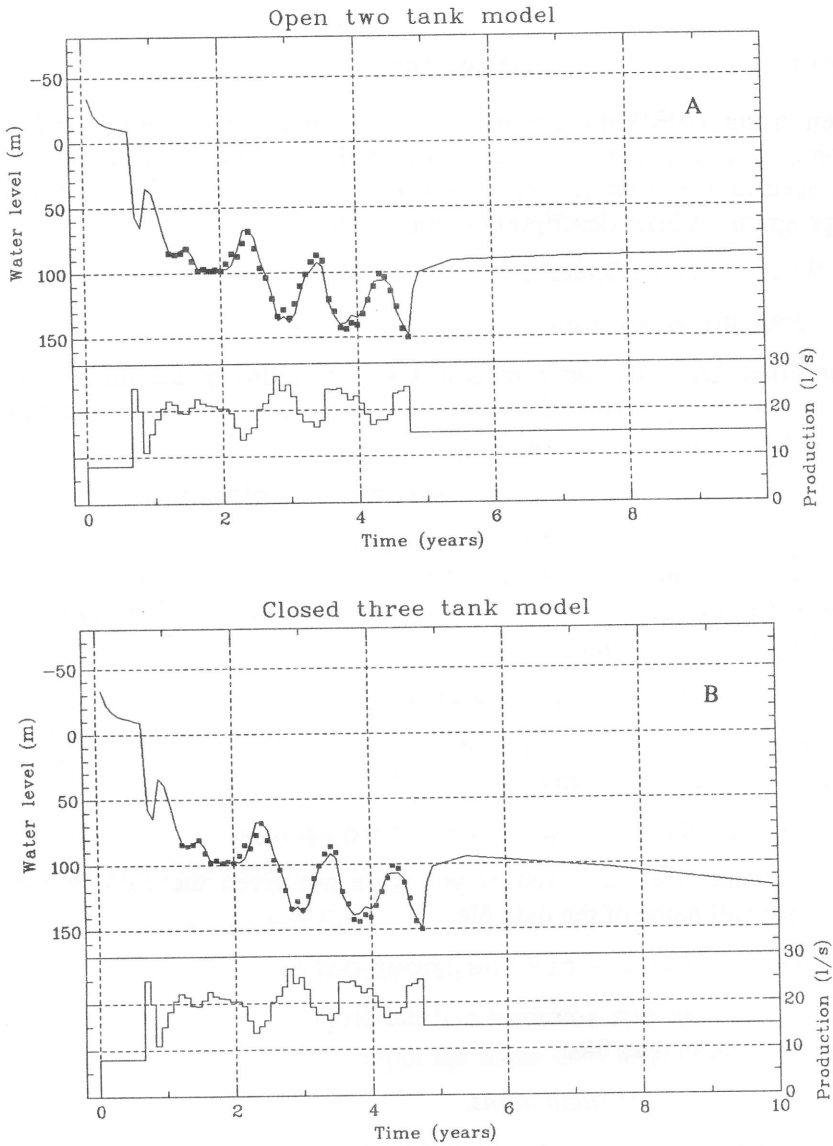 Open two tank model
A
Water level (m)
−50
0
50
100
150
30
20
10
0
Production (l/s)
0
2
4
6
8
Time (years)
Closed three tank model
B
Water level (m)
−50
0
50
100
150
30
20
10
0
Production (l/s)
0
2
4
6
8
10
Time (years)